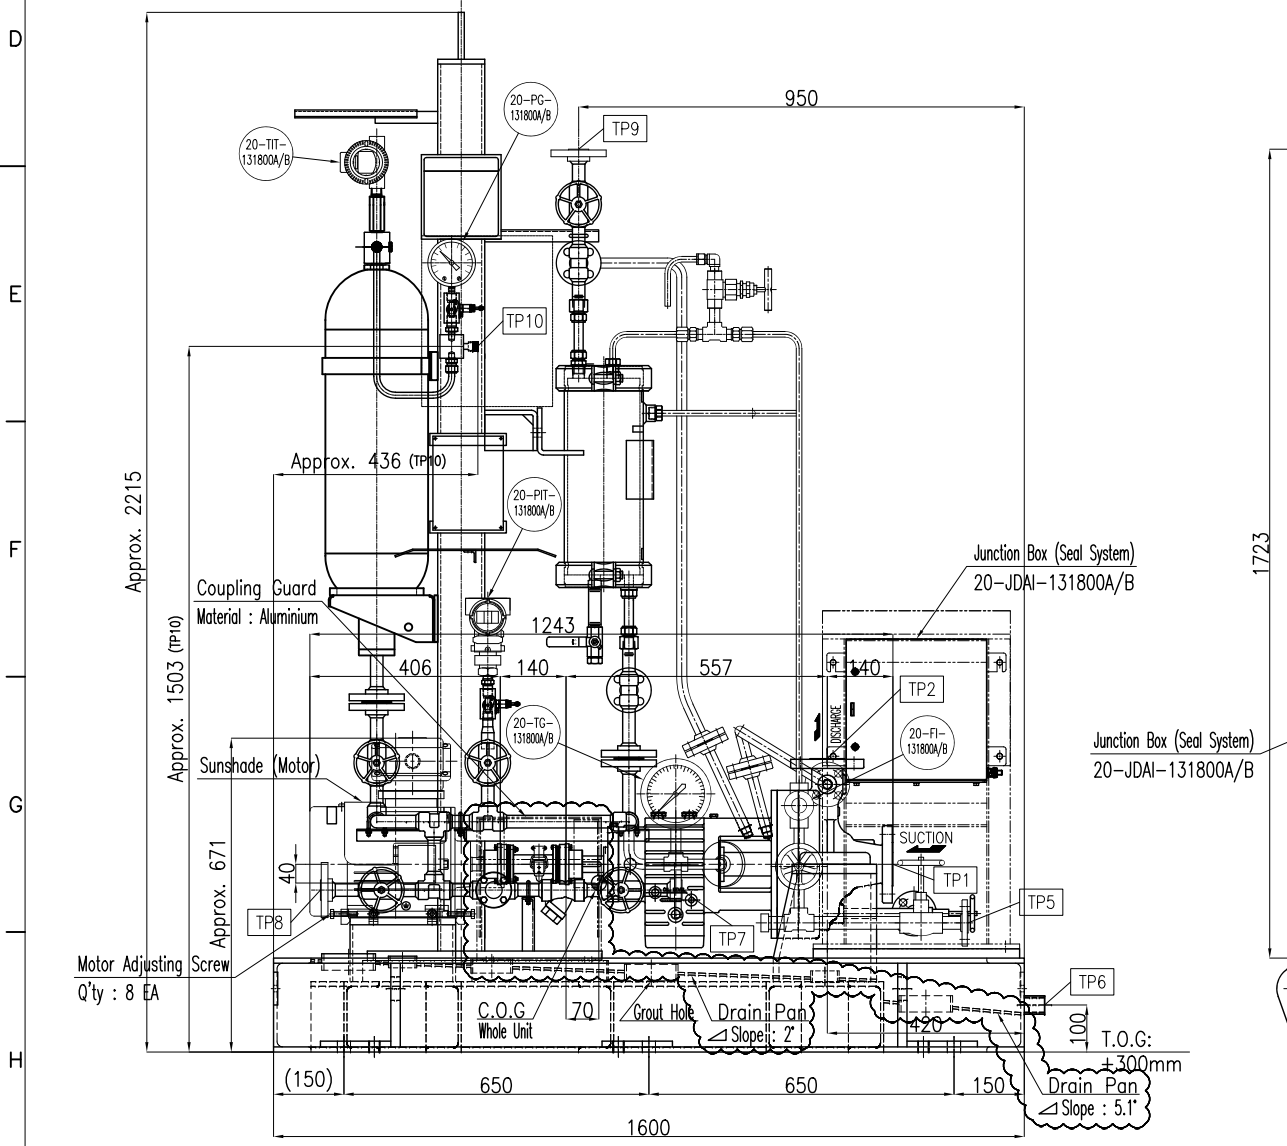 D
E
F
G
H
950
20-PG-
131800A/B
TP9
20-TIT-
131800A/B
TP10
Approx. 436 (TP10)
Approx. 2215
20-PIT-
131800A/B
Junction Box (Seal System)
20-JDAI-131800A/B
1723
Coupling Guard
Material : Aluminium
1243
Approx. 1503 (TP10)
406
140
557
140
TP2
DISCHARGE
20-TG-
131800A/B
20-FI-
131800A/B
Junction Box (Seal System)
20-JDAI-131800A/B
Sunshade (Motor)
SUCTION
Approx. 671
40
TP1
TP8
TP5
TP7
Motor Adjusting Screw
Q'ty : 8 EA
TP6
C.O.G
Whole Unit
70
Grout Hole
Drain Pan
Slope : 2°
420
100
T.O.G:
+300mm
(150)
650
650
150
Drain Pan
Slope : 5.1°
1600